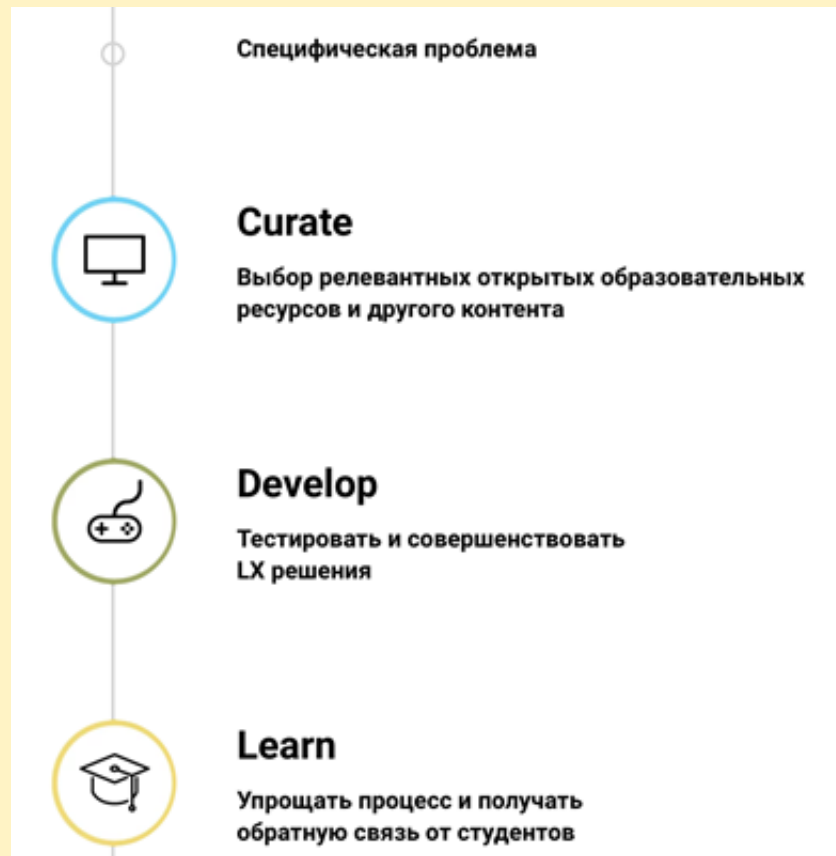 Специфическая проблема
Curate
Выбор релевантных открытых образовательных
ресурсов и другого контента
Develop
Тестировать и совершенствовать
LX решения
Learn
Упрощать процесс и получать
обратную связь от студентов